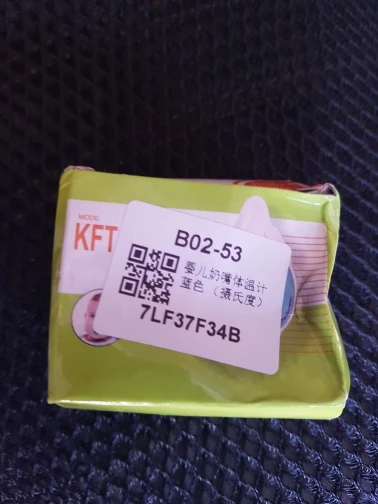 MODE
KFT
B02-53
婴儿奶嘴体温计
蓝色 (摄氏度)
7LF37F34B